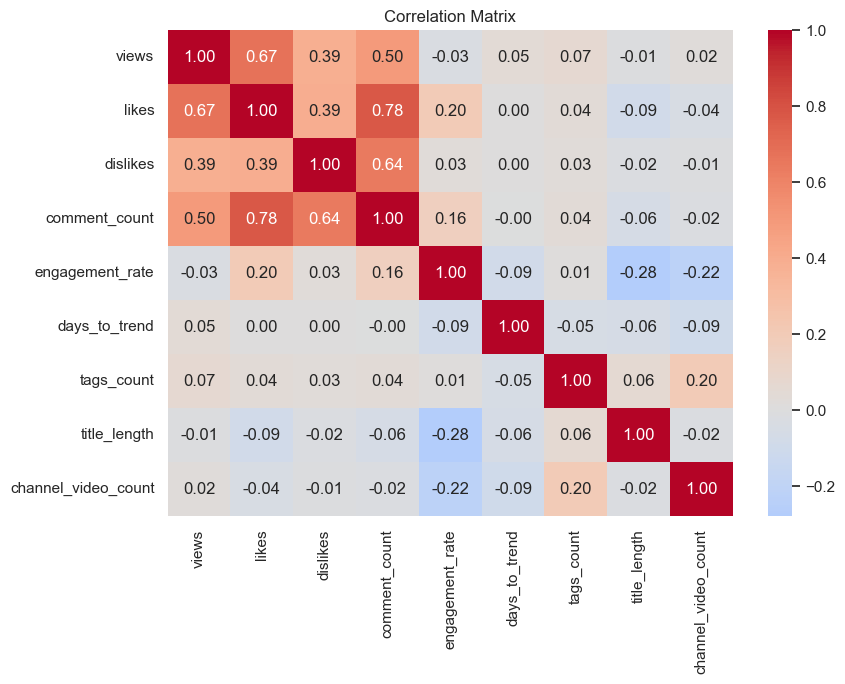 Correlation Matrix
views 1.00 0.67 0.39 0.50 -0.03 0.05 0.07 -0.01 0.02
likes 0.67 1.00 0.39 0.78 0.20 0.00 0.04 -0.09 -0.04
dislikes 0.39 0.39 1.00 0.64 0.03 0.00 0.03 -0.02 -0.01
comment_count 0.50 0.78 0.64 1.00 0.16 -0.00 0.04 -0.06 -0.02
engagement_rate -0.03 0.20 0.03 0.16 1.00 -0.09 0.01 -0.28 -0.22
days_to_trend 0.05 0.00 0.00 -0.00 -0.09 1.00 -0.05 -0.06 -0.09
tags_count 0.07 0.04 0.03 0.04 0.01 -0.05 1.00 0.06 0.20
title_length -0.01 -0.09 -0.02 -0.06 -0.28 -0.06 0.06 1.00 -0.02
channel_video_count 0.02 -0.04 -0.01 -0.02 -0.22 -0.09 0.20 -0.02 1.00
views
likes
dislikes
comment_count
engagement_rate
days_to_trend
tags_count
title_length
channel_video_count
1.0
0.8
0.6
0.4
0.2
0.0
−0.2